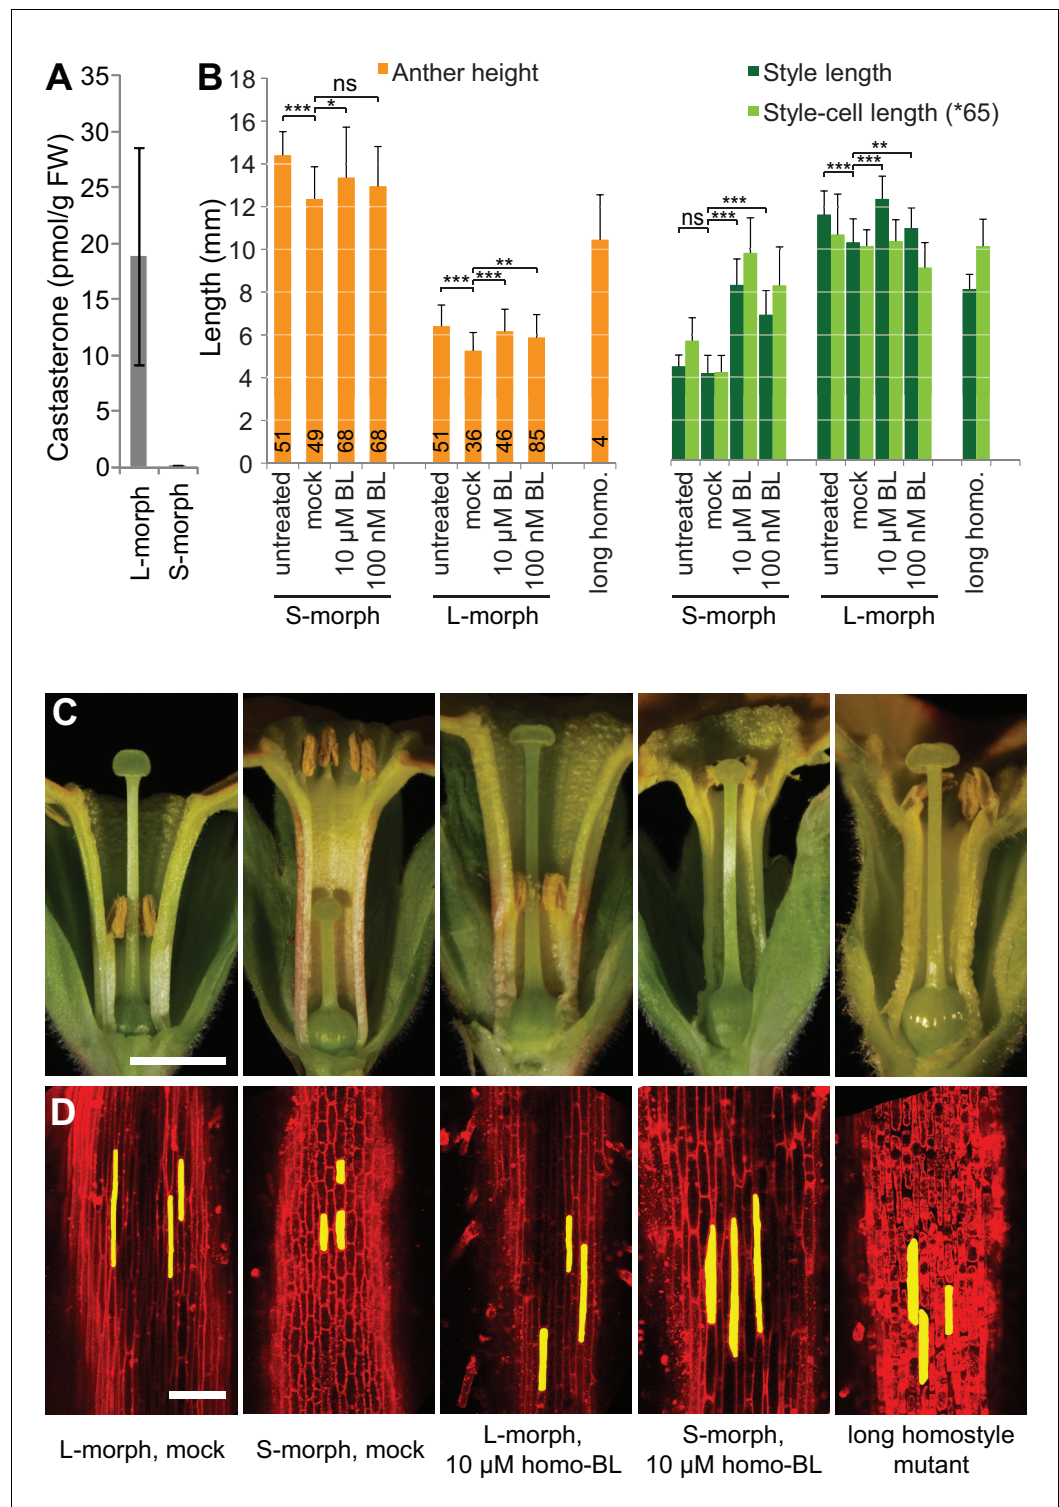 A
Castasterone (pmol/g FW)
35
30
25
20
15
10
5
0
L-morph
S-morph
B
Anther height
Style length
Style-cell length (*65)
Length (mm)
18
16
14
12
10
8
6
4
2
0
*** * ns
*** *** **
ns *** ***
*** *** **
51 49 68 68 51 36 46 85 4
untreated mock 10 µM BL 100 nM BL
untreated mock 10 µM BL 100 nM BL
long homo.
untreated mock 10 µM BL 100 nM BL
untreated mock 10 µM BL 100 nM BL
long homo.
S-morph L-morph S-morph L-morph
C
D
L-morph, mock
S-morph, mock
L-morph,
10 µM homo-BL
S-morph,
10 µM homo-BL
long homostyle
mutant